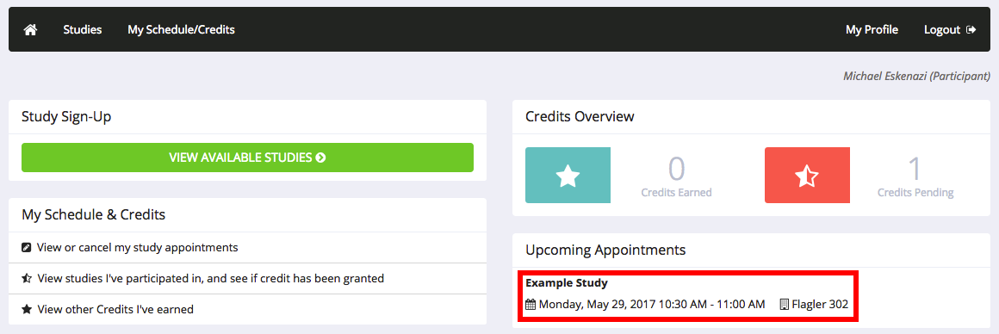 Studies My Schedule/Credits My Profile Logout
Michael Eskenazi (Participant)
Study Sign-Up
VIEW AVAILABLE STUDIES
My Schedule & Credits
View or cancel my study appointments
View studies I've participated in, and see if credit has been granted
View other Credits I've earned
Credits Overview
0
Credits Earned
1
Credits Pending
Upcoming Appointments
Example Study
Monday, May 29, 2017 10:30 AM - 11:00 AM Flagler 302